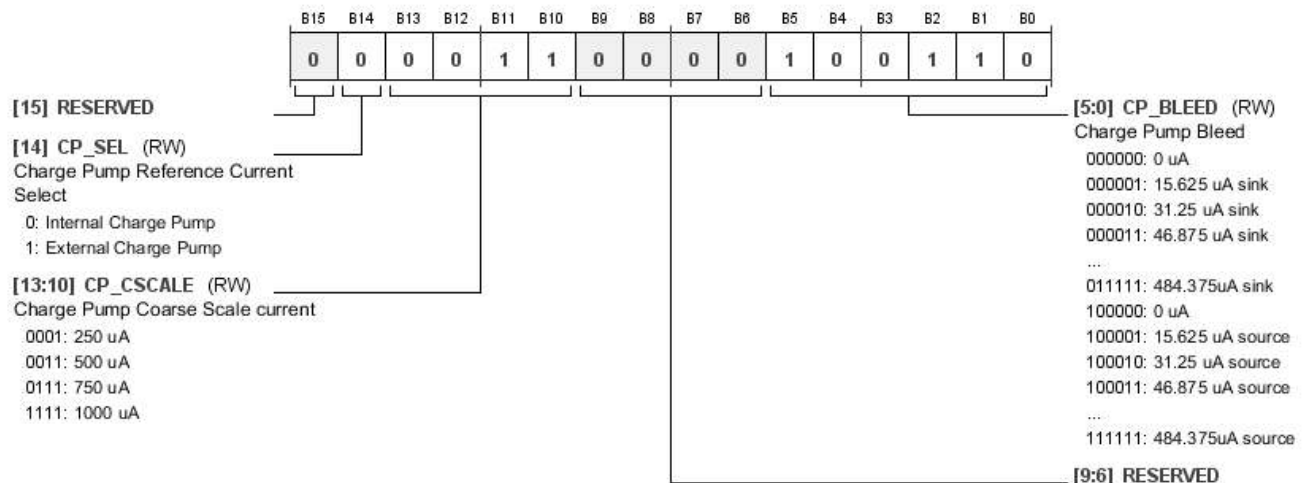 B15 B14 B13 B12 B11 B10 B9 B8 B7 B6 B5 B4 B3 B2 B1 B0
0 0 0 0 1 1 0 0 0 0 1 0 0 1 1 0
[15] RESERVED
[14] CP_SEL (RW)
Charge Pump Reference Current
Select
0: Internal Charge Pump
1: External Charge Pump
[13:10] CP_CSCALE (RW)
Charge Pump Coarse Scale current
0001: 250 uA
0011: 500 uA
0111: 750 uA
1111: 1000 uA
[5:0] CP_BLEED (RW)
Charge Pump Bleed
000000: 0 uA
000001: 15.625 uA sink
000010: 31.25 uA sink
000011: 46.875 uA sink
...
011111: 484.375uA sink
100000: 0 uA
100001: 15.625 uA source
100010: 31.25 uA source
100011: 46.875 uA source
...
111111: 484.375uA source
[9:6] RESERVED